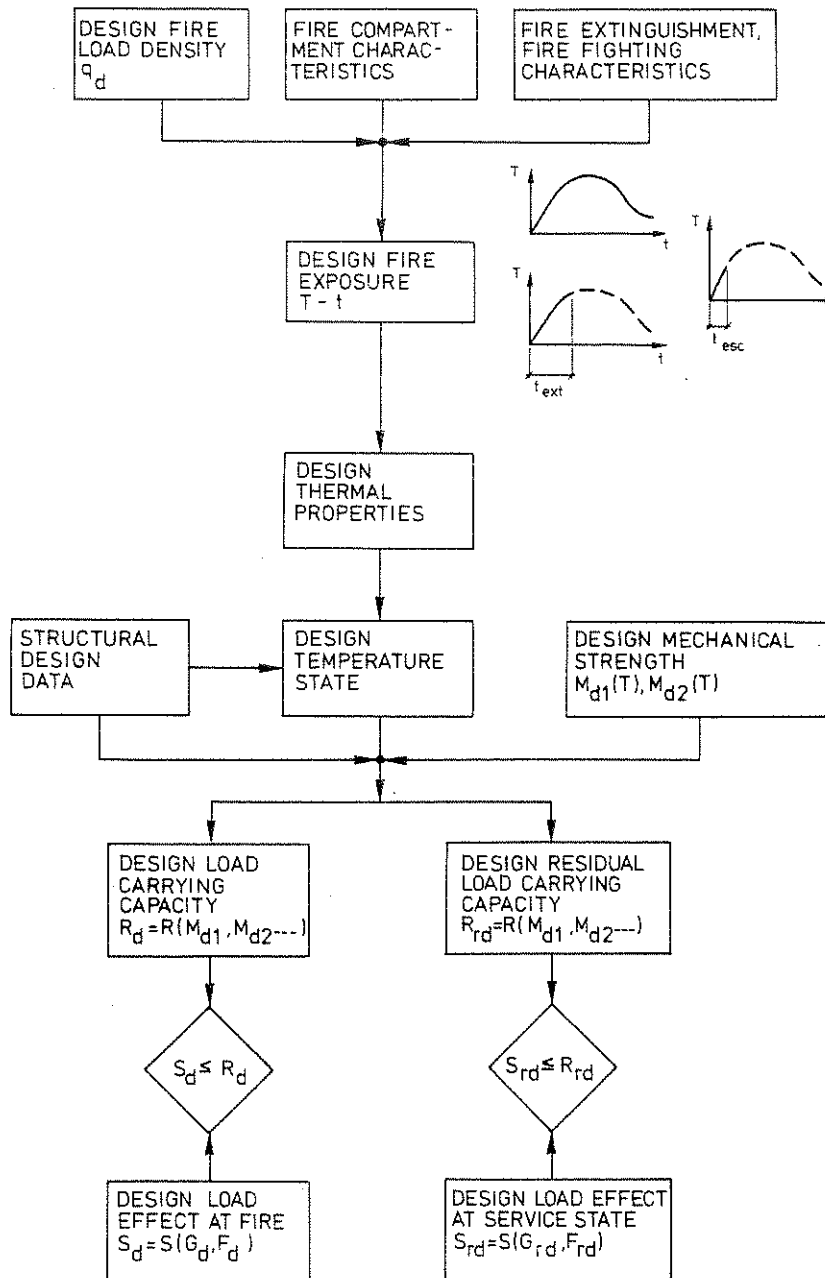 DESIGN FIRE
LOAD DENSITY
q_d
FIRE COMPART-
MENT CHARAC-
TERISTICS
FIRE EXTINGUISHMENT,
FIRE FIGHTING
CHARACTERISTICS
T
t
T
t
t_ext
T
t_esc
DESIGN FIRE
EXPOSURE
T - t
DESIGN
THERMAL
PROPERTIES
STRUCTURAL
DESIGN
DATA
DESIGN
TEMPERATURE
STATE
DESIGN MECHANICAL
STRENGTH
M_d1(T), M_d2(T)
DESIGN LOAD
CARRYING
CAPACITY
R_d=R(M_d1,M_d2---)
DESIGN RESIDUAL
LOAD CARRYING
CAPACITY
R_rd=R(M_d1,M_d2---)
S_d ≤ R_d
S_rd ≤ R_rd
DESIGN LOAD
EFFECT AT FIRE
S_d=S(G_d,F_d)
DESIGN LOAD EFFECT
AT SERVICE STATE
S_rd=S(G_rd,F_rd)